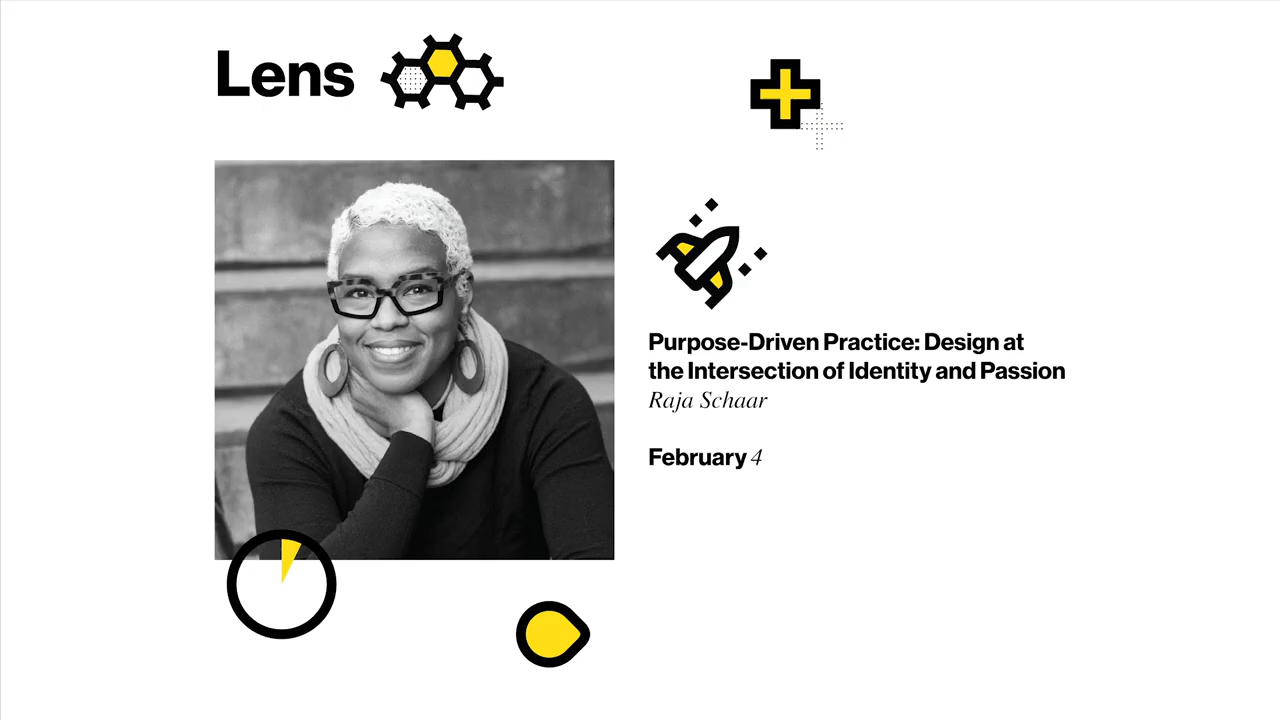 Lens
Purpose-Driven Practice: Design at
the Intersection of Identity and Passion
Raja Schaar
February 4